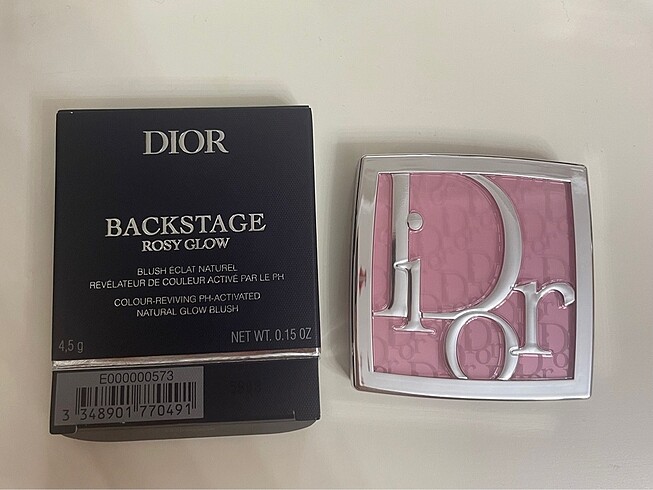 DIOR
BACKSTAGE
ROSY GLOW
BLUSH ÉCLAT NATUREL
RÉVÉLATEUR DE COULEUR ACTIVÉ PAR LE PH
COLOUR-REVIVING PH-ACTIVATED
NATURAL GLOW BLUSH
4,5 g
NET WT. 0.15 OZ
E000000573
3 348901 770491
Dior